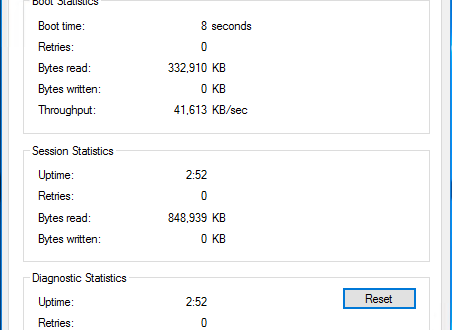 Boot Statistics
Boot time: 8 seconds
Retries: 0
Bytes read: 332,910 KB
Bytes written: 0 KB
Throughput: 41,613 KB/sec
Session Statistics
Uptime: 2:52
Retries: 0
Bytes read: 848,939 KB
Bytes written: 0 KB
Diagnostic Statistics
Reset
Uptime: 2:52
Retries: 0